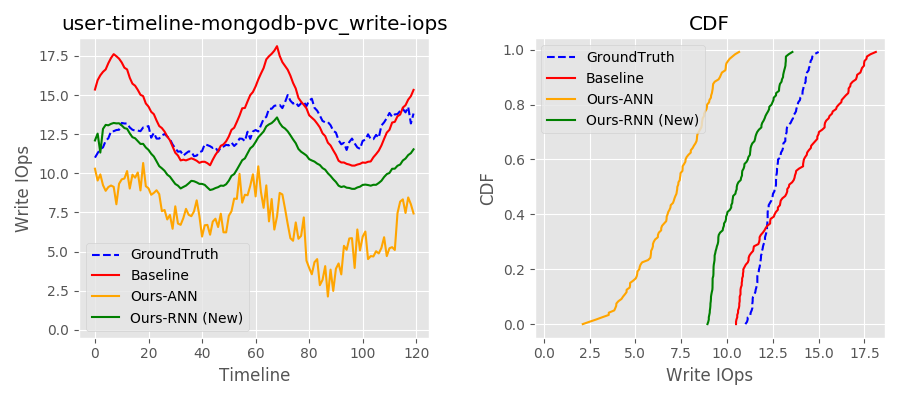 user-timeline-mongodb-pvc_write-iops
Write IOps
17.5
15.0
12.5
10.0
7.5
5.0
2.5
0.0
GroundTruth
Baseline
Ours-ANN
Ours-RNN (New)
0 20 40 60 80 100 120
Timeline
CDF
CDF
1.0
0.8
0.6
0.4
0.2
0.0
GroundTruth
Baseline
Ours-ANN
Ours-RNN (New)
0.0 2.5 5.0 7.5 10.0 12.5 15.0 17.5
Write IOps